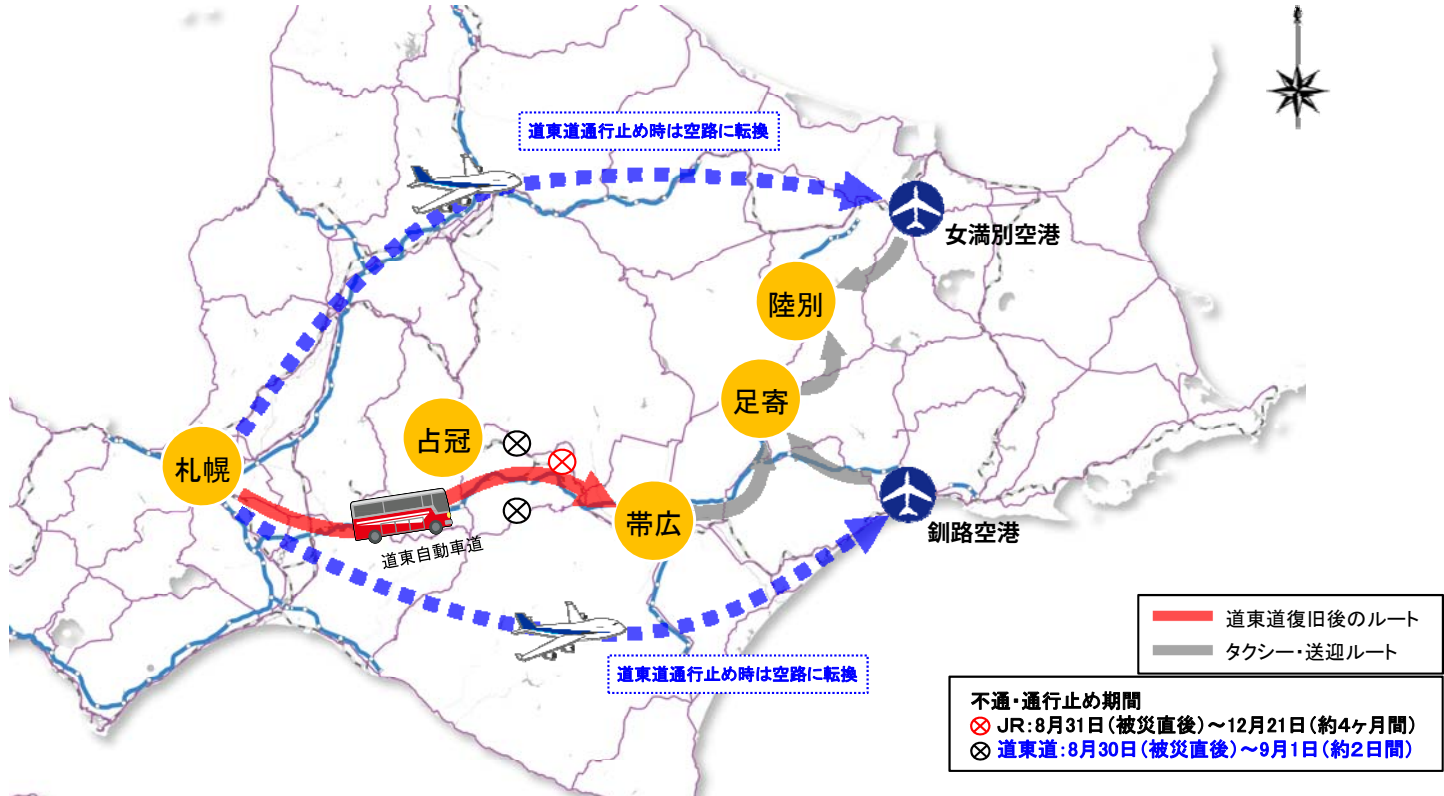 道東道通行止め時は空路に転換
女満別空港
陸別
足寄
占冠
札幌
帯広
釧路空港
道東自動車道
道東道通行止め時は空路に転換
道東道復旧後のルート
タクシー・送迎ルート
不通・通行止め期間
JR:8月31日(被災直後)～12月21日(約4ヶ月間)
道東道:8月30日(被災直後)～9月1日(約2日間)